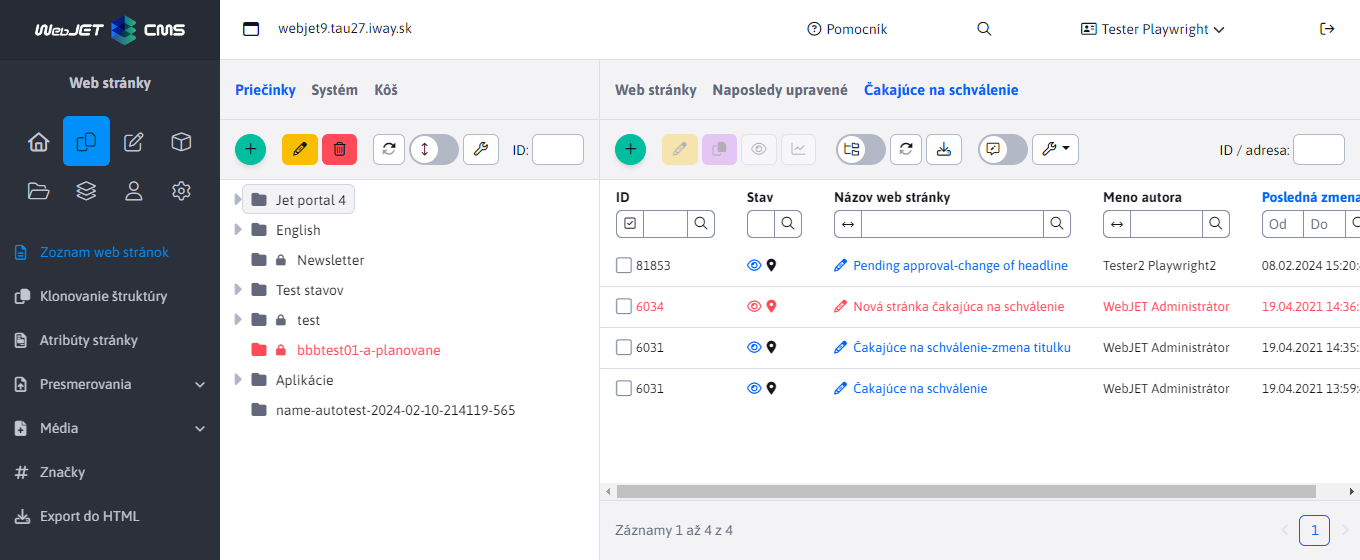 WebJET CMS
webjet9.tau27.iway.sk
Pomocník
Tester Playwright
Web stránky
Zoznam web stránok
Klonovanie štruktúry
Atribúty stránky
Presmerovania
Média
Značky
Export do HTML
Priečinky Systém Kôš
ID:
Jet portal 4
English
Newsletter
Test stavov
test
bbbtest01-a-planovane
Aplikácie
name-autotest-2024-02-10-214119-565
Web stránky Naposledy upravené Čakajúce na schválenie
ID / adresa:
ID Stav Názov web stránky Meno autora Posledná zmena
Od Do
81853 Pending approval-change of headline Tester2 Playwright2 08.02.2024 15:20:
6034 Nová stránka čakajúca na schválenie WebJET Administrátor 19.04.2021 14:36:
6031 Čakajúce na schválenie-zmena titulku WebJET Administrátor 19.04.2021 14:35:
6031 Čakajúce na schválenie WebJET Administrátor 19.04.2021 13:59:
Záznamy 1 až 4 z 4
1